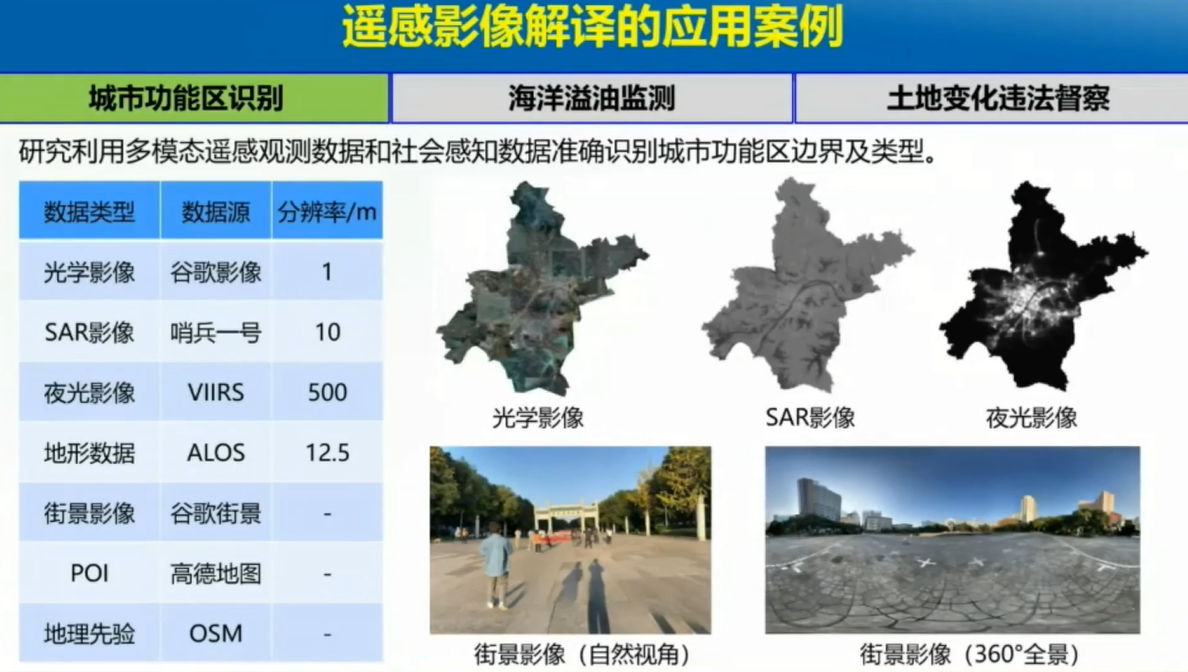 遥感影像解译的应用案例
城市功能区识别
海洋溢油监测
土地变化违法督察
研究利用多模态遥感观测数据和社会感知数据准确识别城市功能区边界及类型。
数据类型 数据源 分辨率/m
光学影像 谷歌影像 1
SAR影像 哨兵一号 10
夜光影像 VIIRS 500
地形数据 ALOS 12.5
街景影像 谷歌街景 -
POI 高德地图 -
地理先验 OSM -
光学影像
SAR影像
夜光影像
街景影像（自然视角）
街景影像（360°全景）